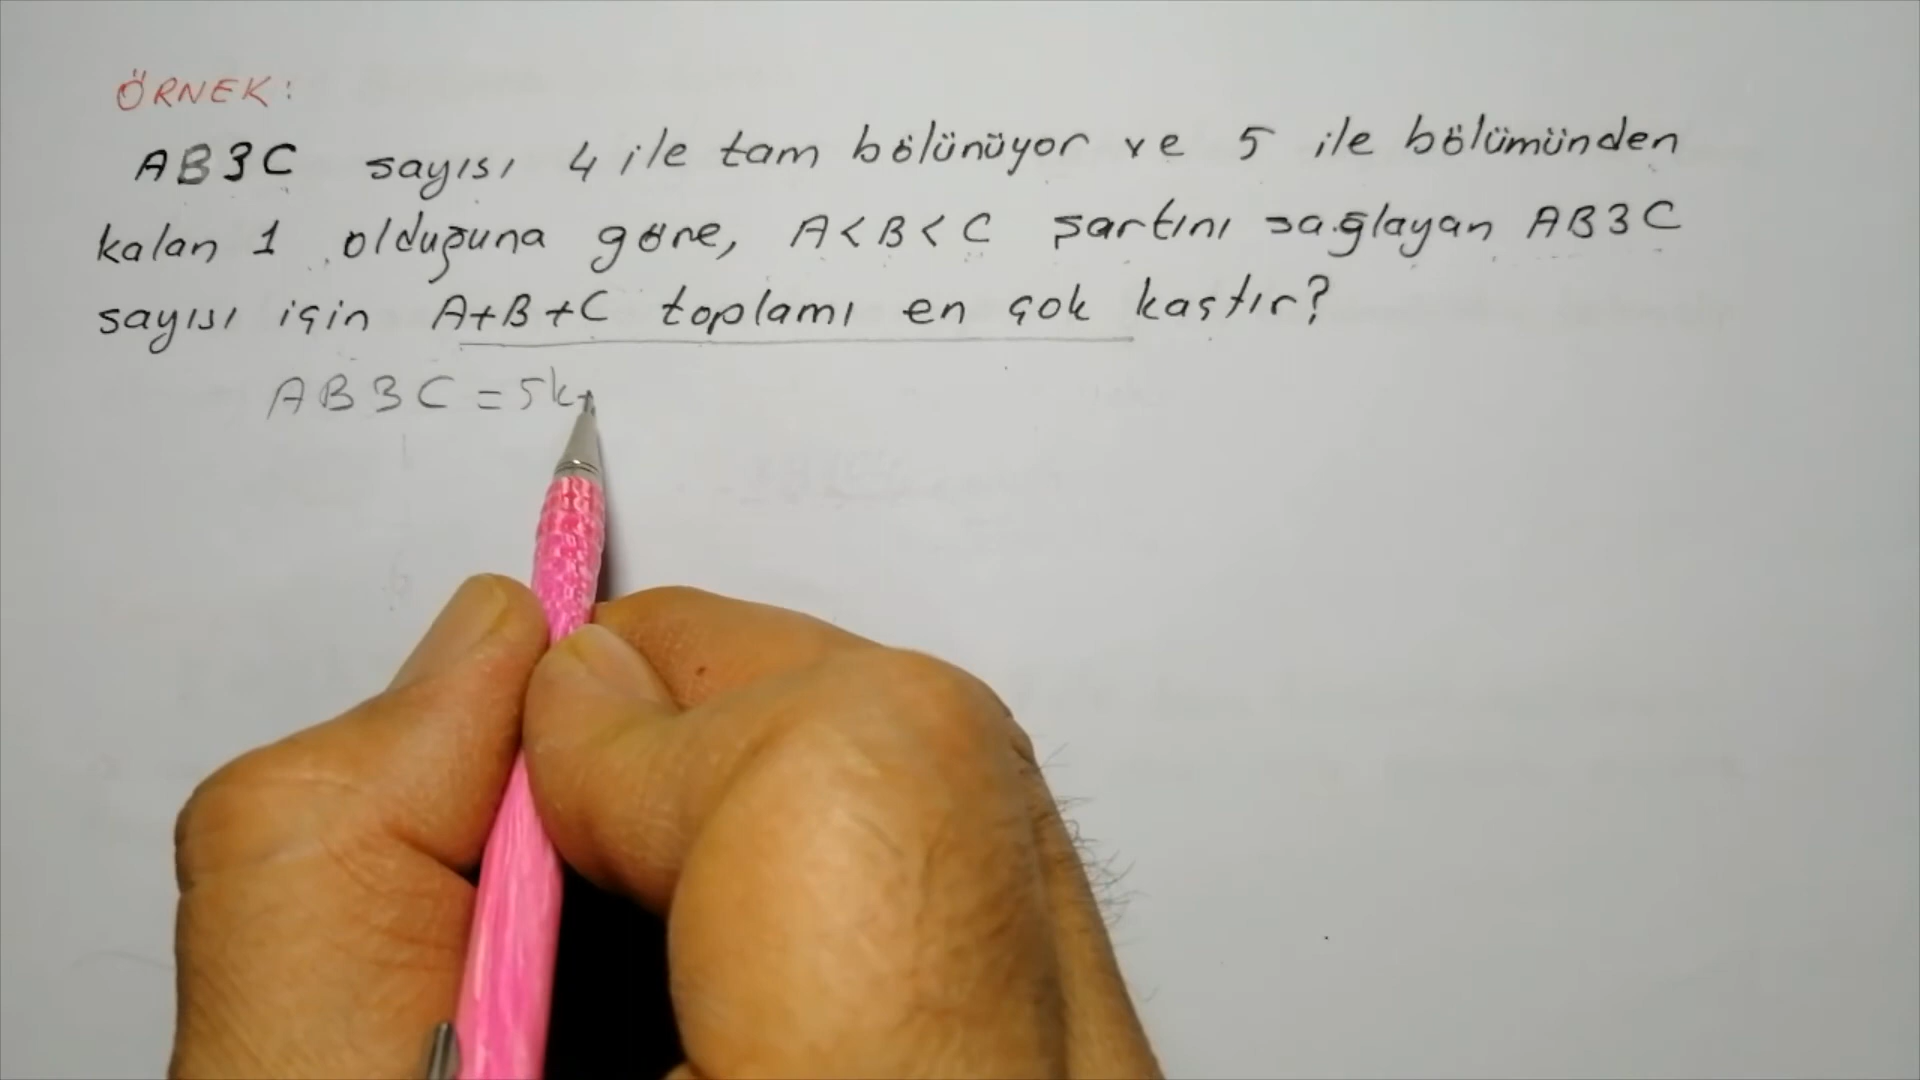 ÖRNEK:
AB3C sayısı 4 ile tam bölünüyor ve 5 ile bölümünden
kalan 1 olduğuna göre, A<B<C şartını sağlayan AB3C
sayısı için A+B+C toplamı en çok kaçtır?
AB3C = 5k+